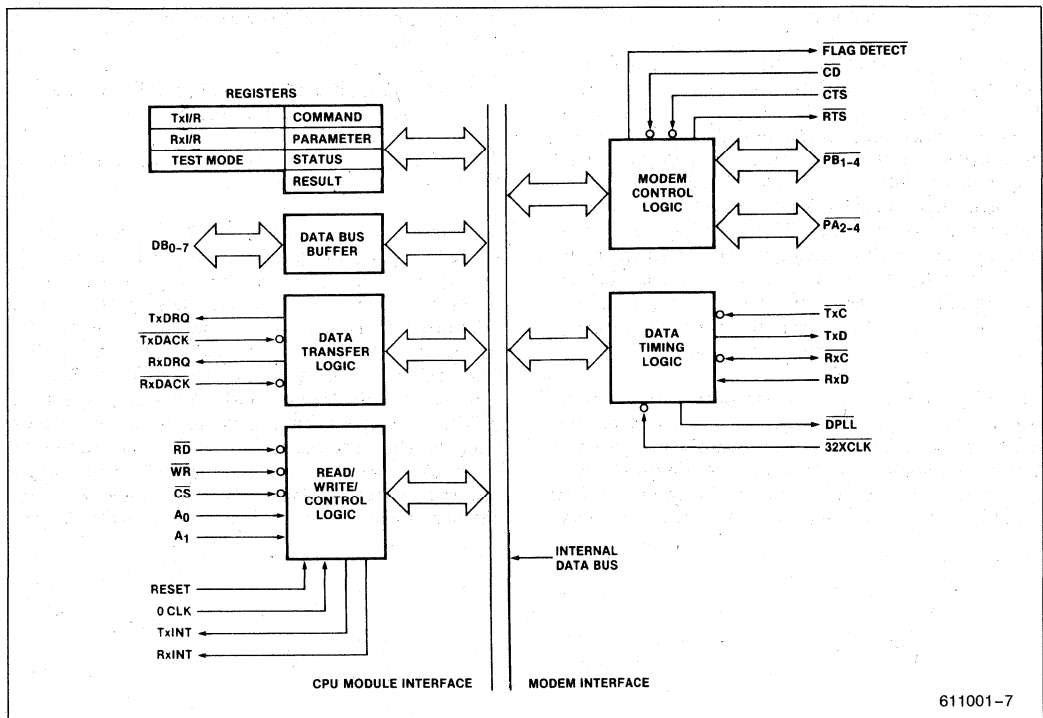 REGISTERS
TxI/R COMMAND
RxI/R PARAMETER
TEST MODE STATUS
RESULT
DB0-7
DATA BUS
BUFFER
TxDRQ
TxDACK
RxDRQ
RxDACK
DATA
TRANSFER
LOGIC
RD
WR
CS
A0
A1
READ/
WRITE/
CONTROL
LOGIC
RESET
0 CLK
TxINT
RxINT
CPU MODULE INTERFACE
FLAG DETECT
CD
CTS
RTS
MODEM
CONTROL
LOGIC
PB1-4
PA2-4
DATA
TIMING
LOGIC
TxC
TxD
RxC
RxD
DPLL
32XCLK
INTERNAL
DATA BUS
MODEM INTERFACE
611001-7